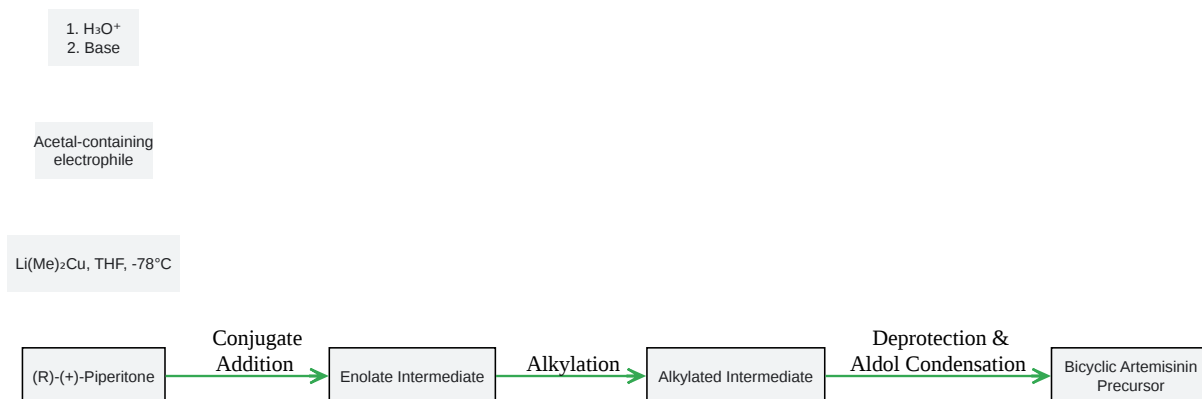 1. H₃O⁺
2. Base
Acetal-containing
electrophile
Li(Me)₂Cu, THF, -78°C
Conjugate
Addition
Alkylation
Deprotection &
Aldol Condensation
(R)-(+)-Piperitone
Enolate Intermediate
Alkylated Intermediate
Bicyclic Artemisinin
Precursor